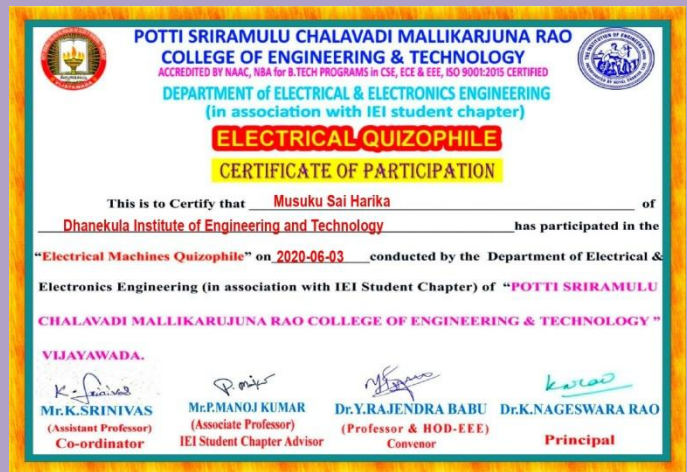 POTTI SRIRAMULU CHALAVADI MALLIKARJUNA RAO
COLLEGE OF ENGINEERING & TECHNOLOGY
ACCREDITED BY NAAC, NBA for B.TECH PROGRAMS in CSE, ECE & EEE, ISO 9001:2015 CERTIFIED
DEPARTMENT of ELECTRICAL & ELECTRONICS ENGINEERING
(in association with IEI student chapter)
ELECTRICAL QUIZOPHILE
CERTIFICATE OF PARTICIPATION
This is to Certify that Musuku Sai Harika of
Dhanekula Institute of Engineering and Technology has participated in the
“Electrical Machines Quizophile” on 2020-06-03 conducted by the Department of Electrical &
Electronics Engineering (in association with IEI Student Chapter) of “POTTI SRIRAMULU
CHALAVADI MALLIKARUJUNA RAO COLLEGE OF ENGINEERING & TECHNOLOGY ”
VIJAYAWADA.
K. Srinivas
Mr.K.SRINIVAS
(Assistant Professor)
Co-ordinator
Mr.P.MANOJ KUMAR
(Associate Professor)
IEI Student Chapter Advisor
Dr.Y.RAJENDRA BABU
(Professor & HOD-EEE)
Convenor
Dr.K.NAGESWARA RAO
Principal